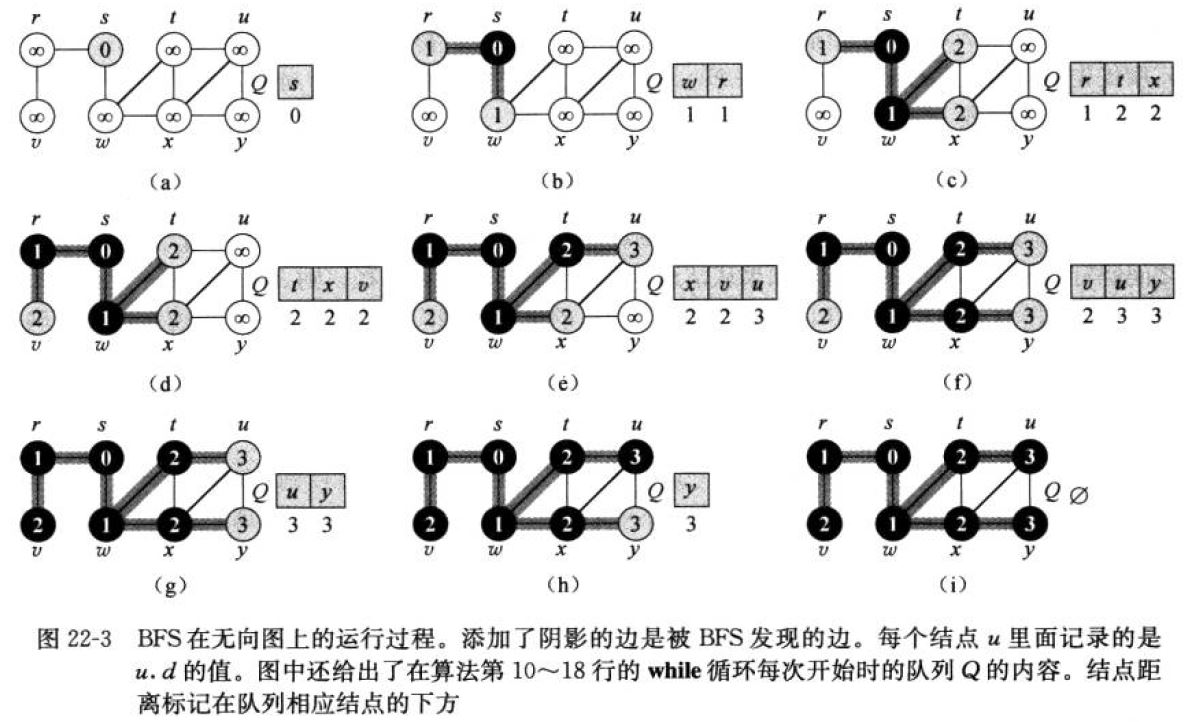 r s t u r s t u r s t u
∞ 0 ∞ ∞ 1 0 ∞ ∞ 1 0 2 ∞
Q s Q w r Q r t x
∞ ∞ ∞ ∞ 0 ∞ 1 ∞ ∞ 1 1 ∞ 1 2 ∞ 1 2 2
v w x y v w x y v w x y
(a) (b) (c)
r s t u r s t u r s t u
1 0 2 ∞ 1 0 2 3 1 0 2 3
Q t x v Q x v u Q v u y
2 1 2 ∞ 2 2 2 2 1 2 ∞ 2 2 3 2 1 2 3 2 3 3
v w x y v w x y v w x y
(d) (e) (f)
r s t u r s t u r s t u
1 0 2 3 1 0 2 3 1 0 2 3
Q u y Q y Q ∅
2 1 2 3 3 3 2 1 2 3 3 2 1 2 3
v w x y v w x y v w x y
(g) (h) (i)
图 22-3 BFS 在无向图上的运行过程。添加了阴影的边是被 BFS 发现的边。每个结点 u 里面记录的是
u.d 的值。图中还给出了在算法第 10～18 行的 while 循环每次开始时的队列 Q 的内容。结点距
离标记在队列相应结点的下方